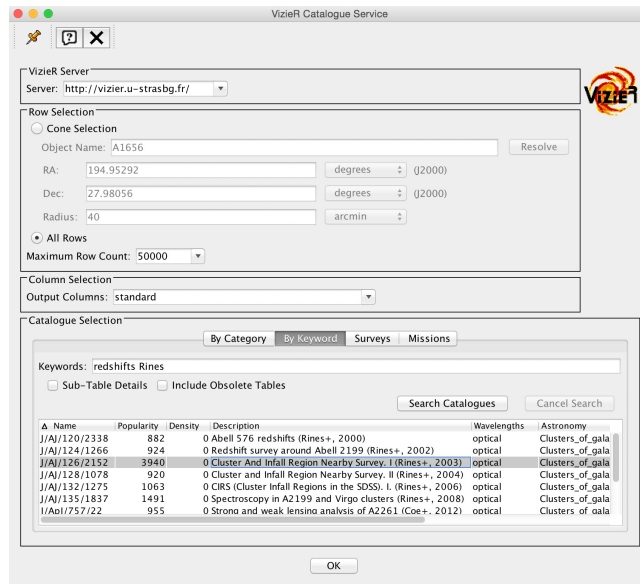 VizieR Catalogue Service
VizieR Server
Server: http://vizier.u-strasbg.fr/
VizieR
Row Selection
Cone Selection
Object Name: A1656 Resolve
RA: 194.95292 degrees (J2000)
Dec: 27.98056 degrees (J2000)
Radius: 40 arcmin
All Rows
Maximum Row Count: 50000
Column Selection
Output Columns: standard
Catalogue Selection
By Category By Keyword Surveys Missions
Keywords: redshifts Rines
Sub-Table Details Include Obsolete Tables
Search Catalogues Cancel Search
Name Popularity Density Description Wavelengths Astronomy
J/AJ/120/2338 882 0 Abell 576 redshifts (Rines+, 2000) optical Clusters_of_gala
J/AJ/124/1266 924 0 Redshift survey around Abell 2199 (Rines+, 2002) optical Clusters_of_gala
J/AJ/126/2152 3940 0 Cluster And Infall Region Nearby Survey. I (Rines+, 2003) optical Clusters_of_gala
J/AJ/128/1078 920 0 Cluster and Infall Region Nearby Survey. II (Rines+, 2004) optical Clusters_of_gala
J/AJ/132/1275 1063 0 CIRS (Cluster Infall Regions in the SDSS). I. (Rines+, 2006) optical Clusters_of_gala
J/AJ/135/1837 1491 0 Spectroscopy in A2199 and Virgo clusters (Rines+, 2008) optical Clusters_of_gala
J/ApJ/757/22 955 0 Strong and weak lensing analysis of A2261 (Coe+, 2012) optical Clusters_of_gala
OK